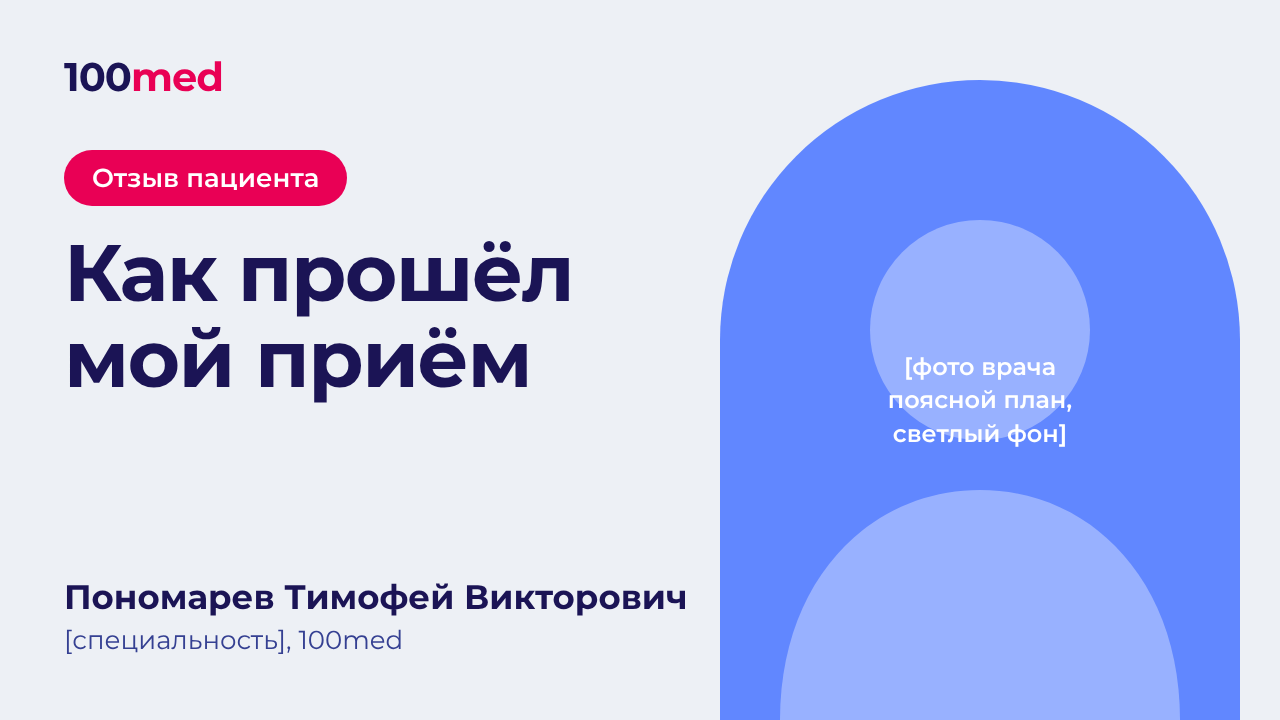 100med
Отзыв пациента
Как прошёл
мой приём
[фото врача
поясной план,
светлый фон]
Пономарев Тимофей Викторович
[специальность], 100med